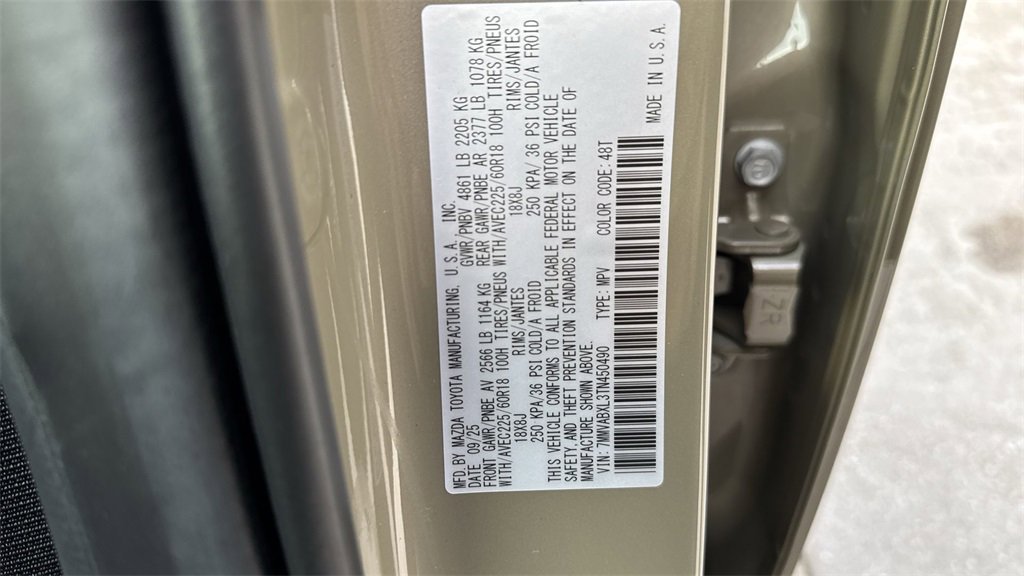 MFD. BY MAZDA TOYOTA MANUFACTURING, U.S.A., INC.
DATE 09/25 GVWR/PNBV 4861 LB 2205 KG
FRONT GAWR/PNBE AV 2566 LB 1164 KG REAR GAWR/PNBE AR 2377 LB 1078 KG
WITH/AVEC225/60R18 100H TIRES/PNEUS WITH/AVEC225/60R18 100H TIRES/PNEUS
18X8J RIMS/JANTES 18X8J RIMS/JANTES
250 KPA/36 PSI COLD/A FROID 250 KPA/36 PSI COLD/A FROID
THIS VEHICLE CONFORMS TO ALL APPLICABLE FEDERAL MOTOR VEHICLE
SAFETY AND THEFT PREVENTION STANDARDS IN EFFECT ON THE DATE OF
MANUFACTURE SHOWN ABOVE.
VIN: 7MMVABXL3TN450490 TYPE: MPV COLOR CODE: 48T
MADE IN U.S.A.
ZR